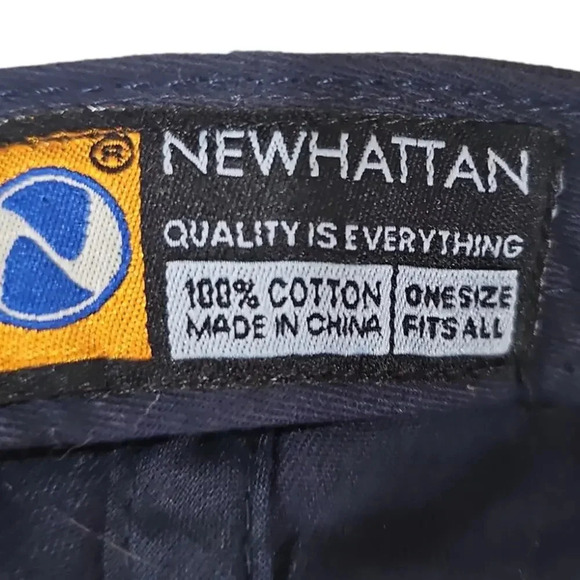 ® NEWHATTAN
QUALITY IS EVERYTHING
100% COTTON
MADE IN CHINA
ONE SIZE
FITS ALL